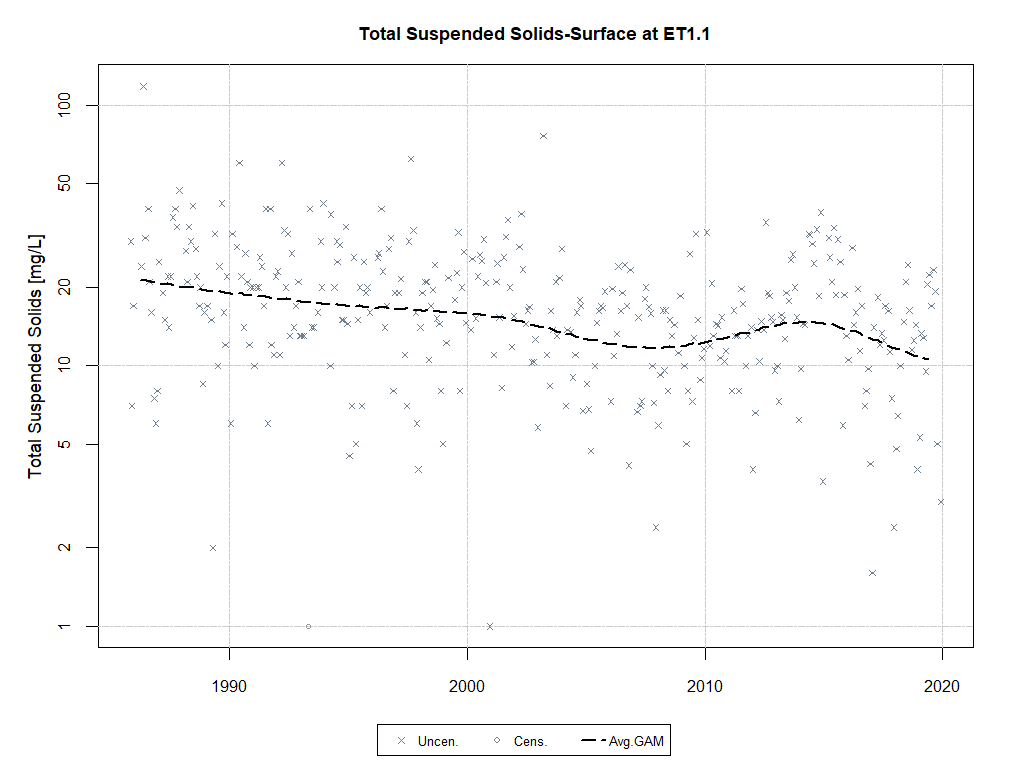 Total Suspended Solids-Surface at ET1.1
Total Suspended Solids [mg/L]
100
50
20
10
5
2
1
1990 2000 2010 2020
Uncen. Cens. Avg.GAM